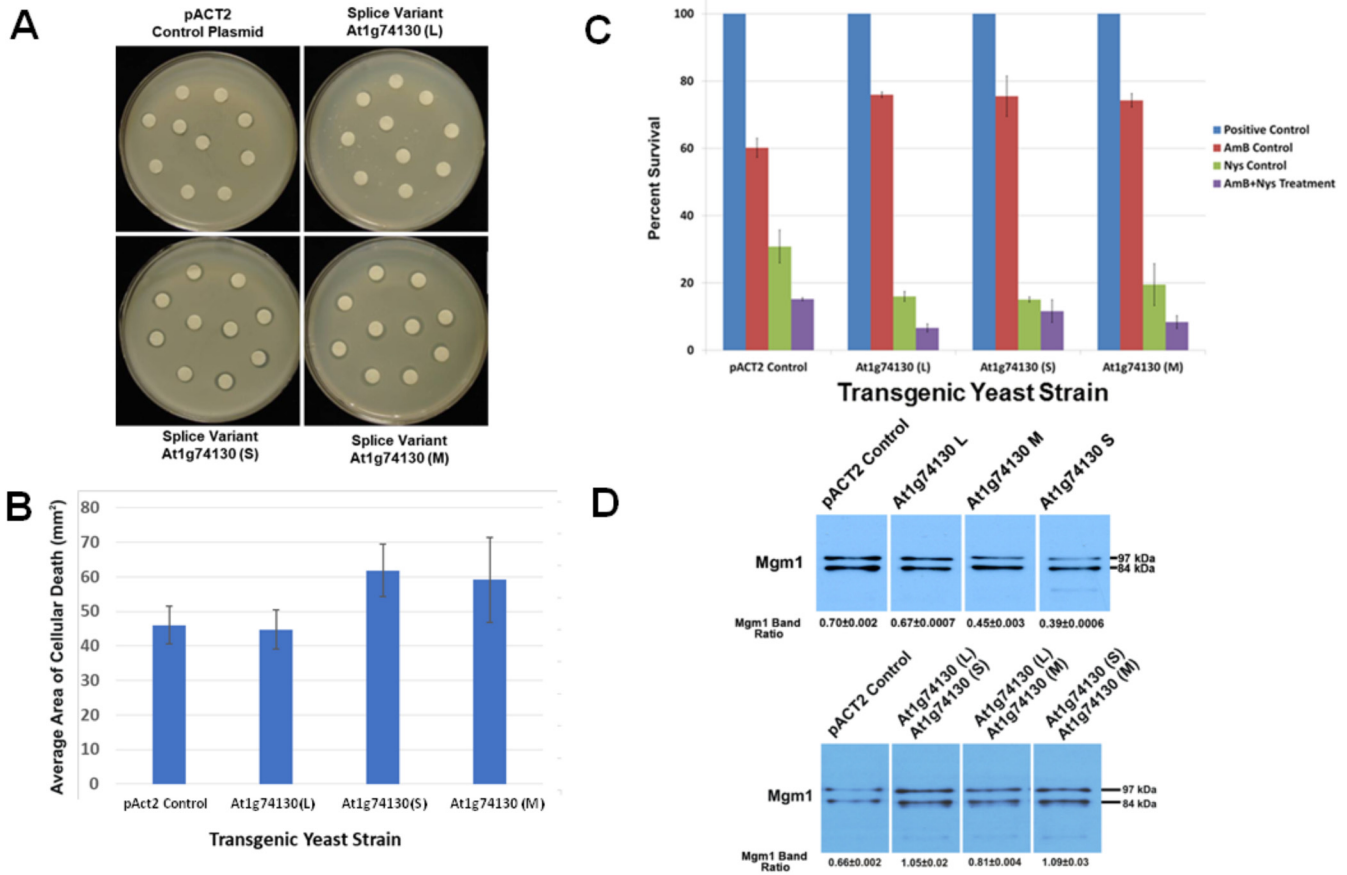 A
pACT2
Control Plasmid
Splice Variant
At1g74130 (L)
Splice Variant
At1g74130 (S)
Splice Variant
At1g74130 (M)
B
Average Area of Cellular Death (mm²)
80
70
60
50
40
30
20
10
0
pAct2 Control
At1g74130(L)
At1g74130(S)
At1g74130 (M)
Transgenic Yeast Strain
C
Percent Survival
100
80
60
40
20
0
pACT2 Control
At1g74130 (L)
At1g74130 (S)
At1g74130 (M)
Transgenic Yeast Strain
Positive Control
AmB Control
Nys Control
AmB+Nys Treatment
D
pACT2 Control
At1g74130 L
At1g74130 M
At1g74130 S
Mgm1
97 kDa
84 kDa
Mgm1 Band
Ratio
0.70±0.002
0.67±0.0007
0.45±0.003
0.39±0.0006
pACT2 Control
At1g74130 (L)
At1g74130 (S)
At1g74130 (L)
At1g74130 (M)
At1g74130 (S)
At1g74130 (M)
Mgm1
97 kDa
84 kDa
Mgm1 Band
Ratio
0.66±0.002
1.05±0.02
0.81±0.004
1.09±0.03